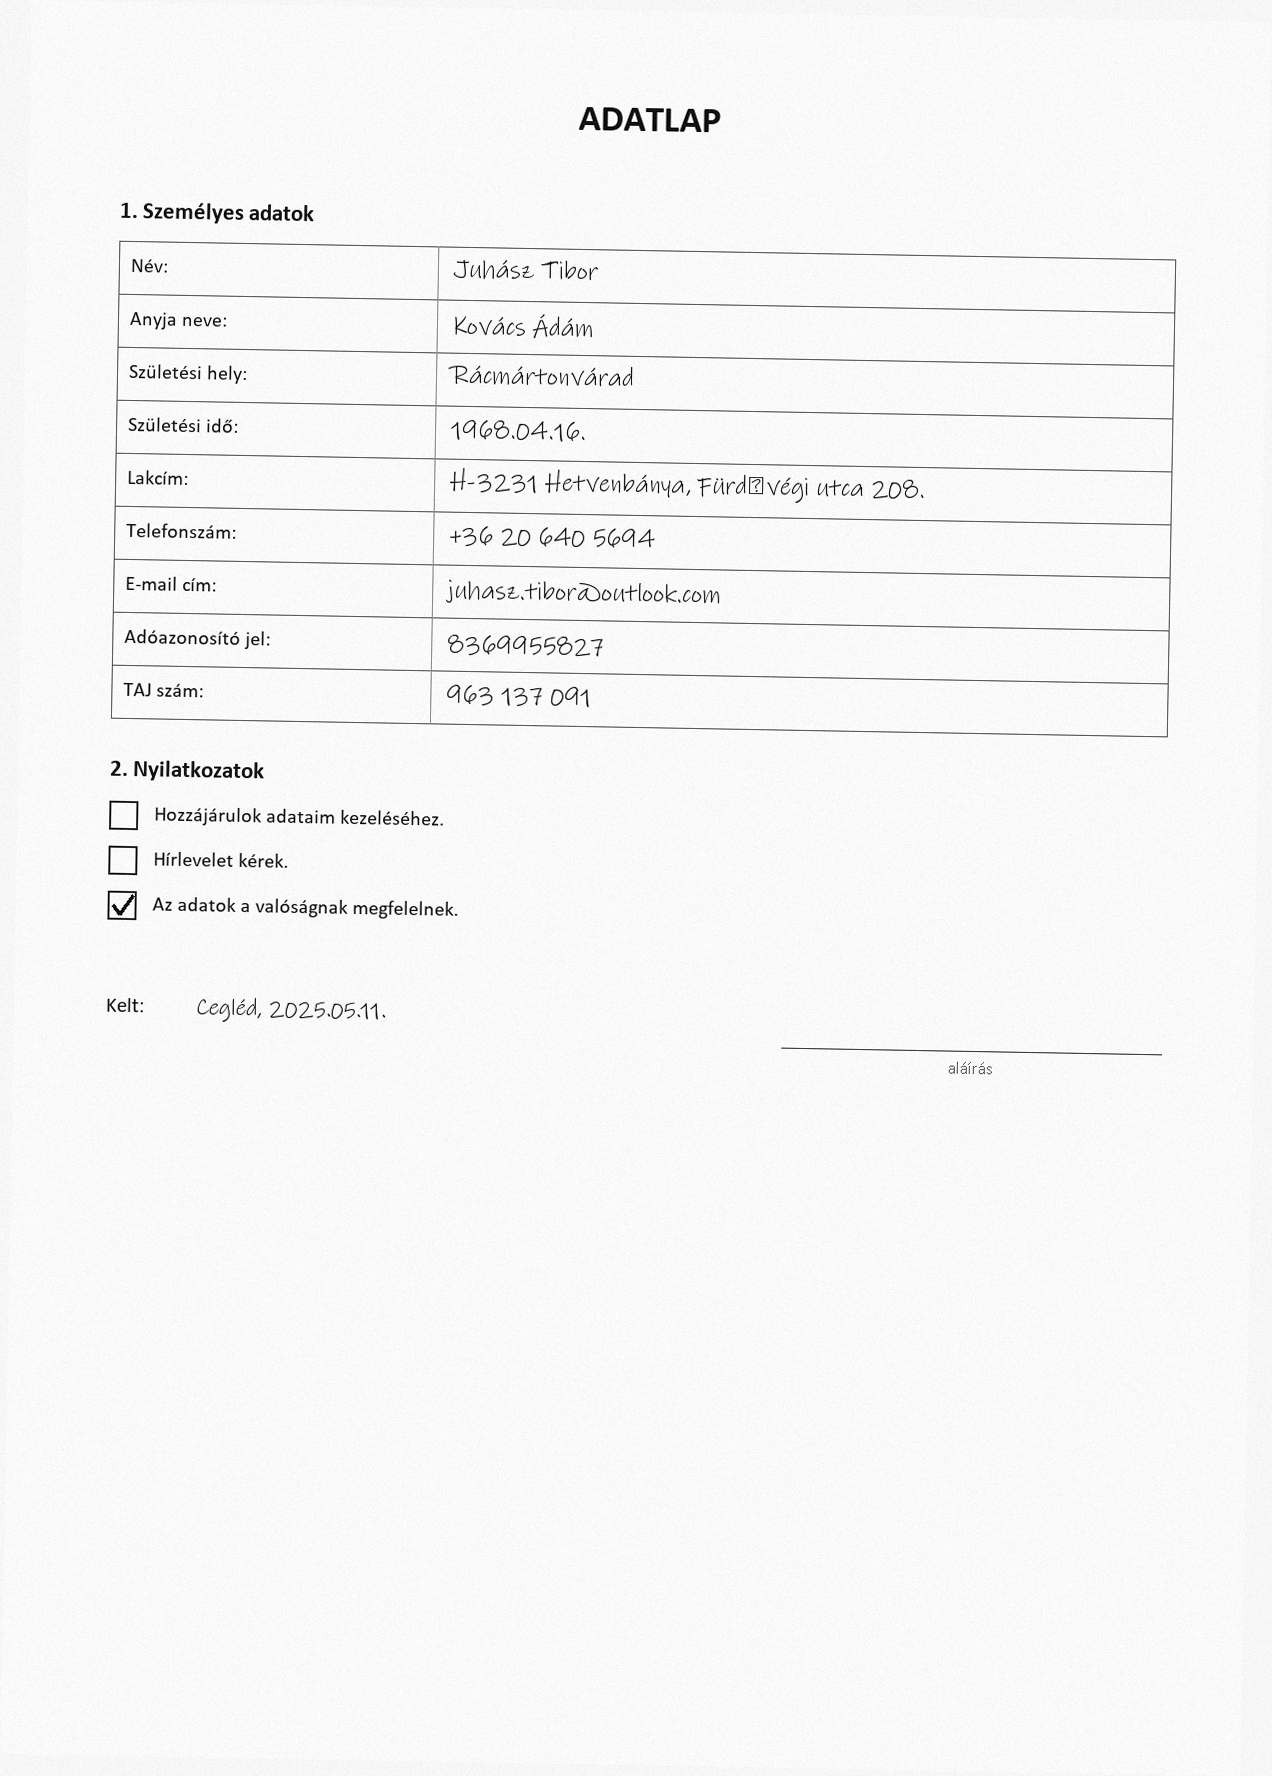 ADATLAP
1. Személyes adatok
Név: Juhász Tibor
Anyja neve: Kovács Ádám
Születési hely: Rácmártonvárad
Születési idő: 1968.04.16.
Lakcím: H-3231 Hetvenbánya, Fürd⍰végi utca 208.
Telefonszám: +36 20 640 5694
E-mail cím: juhasz.tibor@outlook.com
Adóazonosító jel: 8369955827
TAJ szám: 963 137 091
2. Nyilatkozatok
Hozzájárulok adataim kezeléséhez.
Hírlevelet kérek.
Az adatok a valóságnak megfelelnek.
Kelt: Cegléd, 2025.05.11.
aláírás